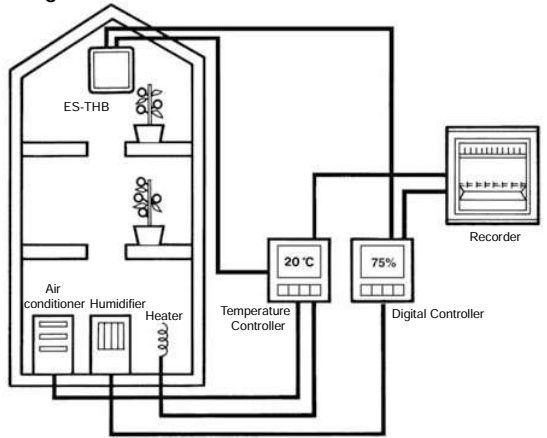 ES-THB
Recorder
20 °C
75%
Air
conditioner
Humidifier
Heater
Temperature
Controller
Digital Controller